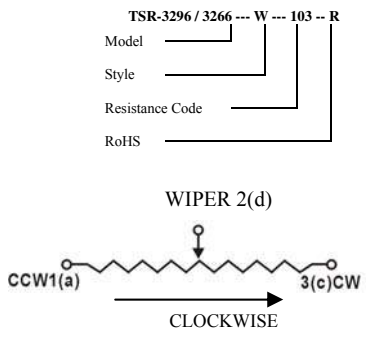 TSR-3296 / 3266 --- W --- 103 -- R
Model
Style
Resistance Code
RoHS
WIPER 2(d)
CCW1(a)
3(c)CW
CLOCKWISE